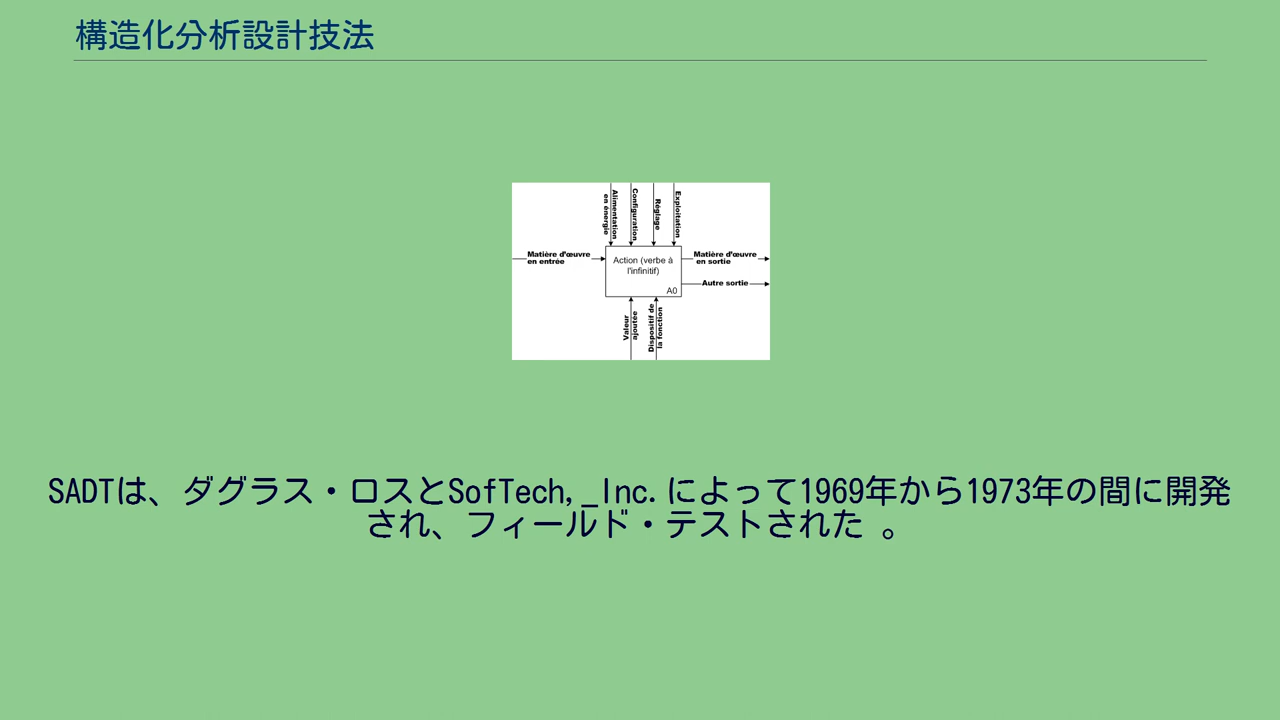 構造化分析設計技法
Alimentation
en énergie
Configuration
Réglage
Exploitation
Matière d'œuvre
en entrée
Action (verbe à
l'infinitif)
A0
Matière d'œuvre
en sortie
Autre sortie
Valeur
ajoutée
Dispositif de
la fonction
SADTは、ダグラス・ロスとSofTech,_Inc.によって1969年から1973年の間に開発
され、フィールド・テストされた 。